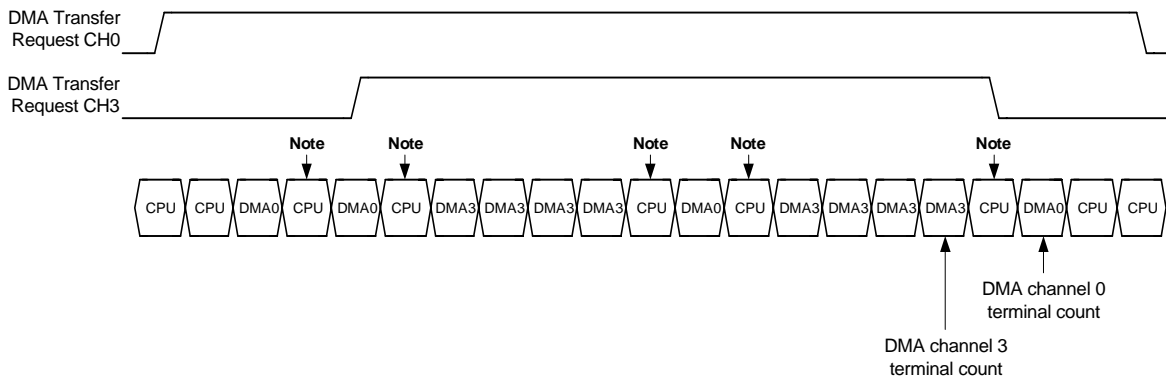 DMA Transfer
Request CH0
DMA Transfer
Request CH3
Note Note Note Note Note
CPU CPU DMA0 CPU DMA0 CPU DMA3 DMA3 DMA3 DMA3 CPU DMA0 CPU DMA3 DMA3 DMA3 DMA3 CPU DMA0 CPU CPU
DMA channel 0
terminal count
DMA channel 3
terminal count